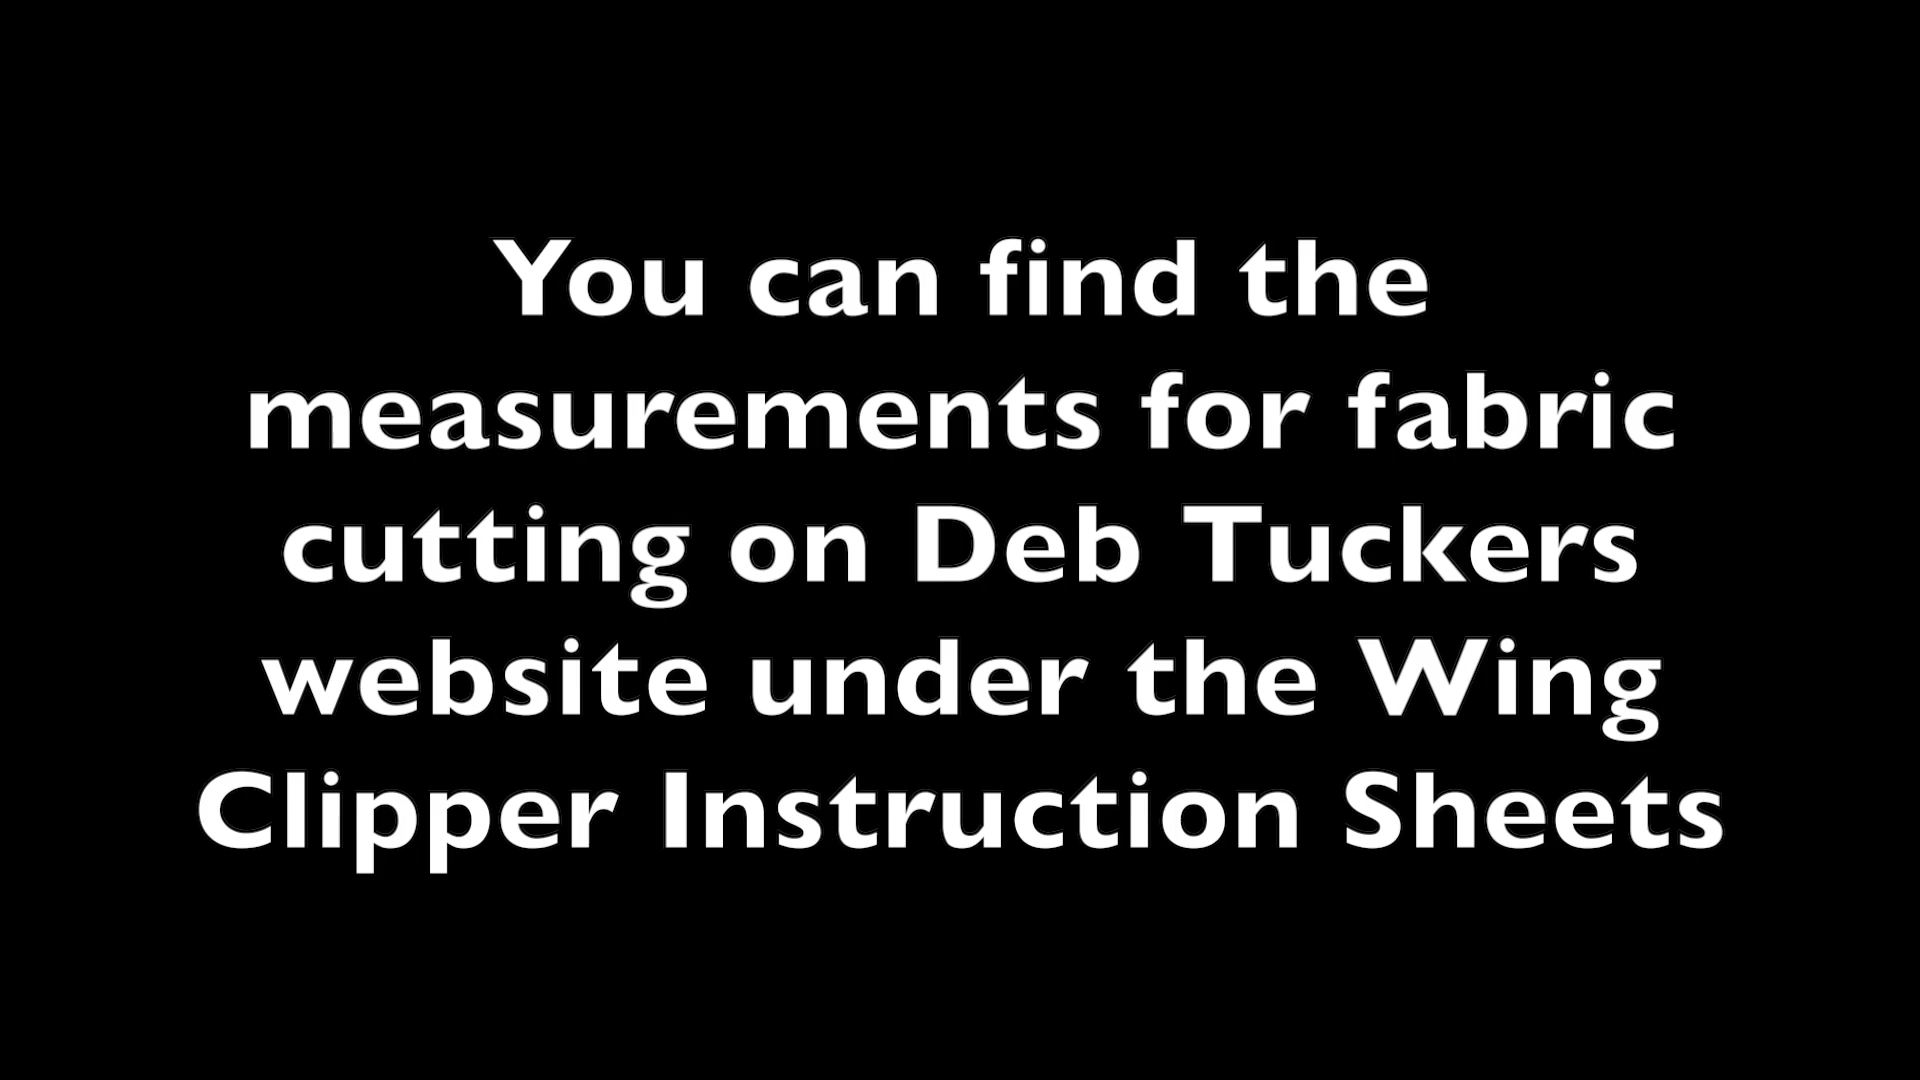 You can find the
measurements for fabric
cutting on Deb Tuckers
website under the Wing
Clipper Instruction Sheets